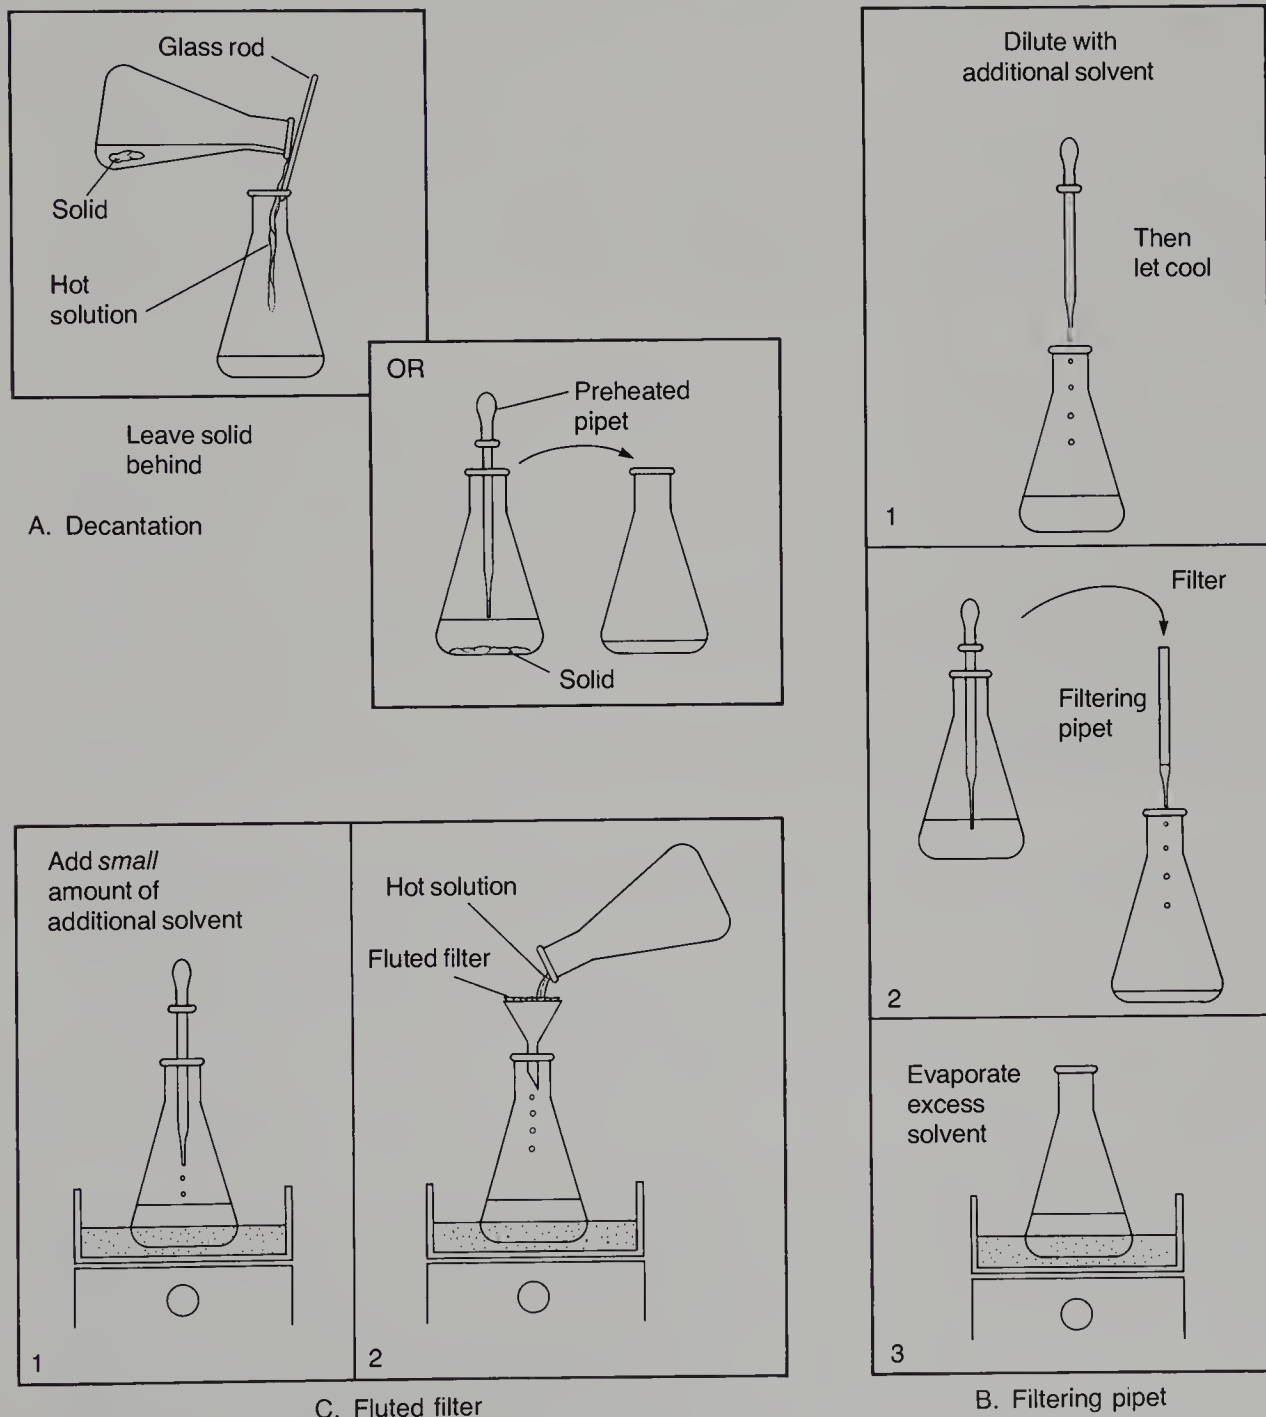 Glass rod
Solid
Hot
solution
Leave solid
behind
A. Decantation
OR
Preheated
pipet
Solid
Dilute with
additional solvent
Then
let cool
1
Filter
Filtering
pipet
2
Evaporate
excess
solvent
3
B. Filtering pipet
Add small
amount of
additional solvent
1
Hot solution
Fluted filter
2
C. Fluted filter